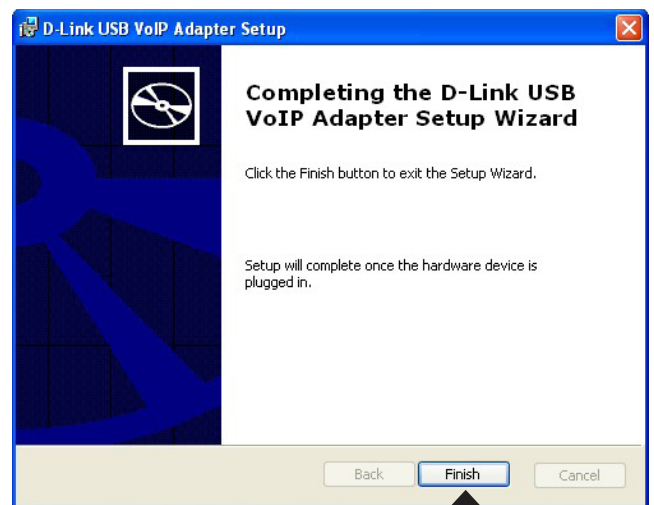 D-Link USB VoIP Adapter Setup
Completing the D-Link USB
VoIP Adapter Setup Wizard
Click the Finish button to exit the Setup Wizard.
Setup will complete once the hardware device is
plugged in.
Back Finish Cancel